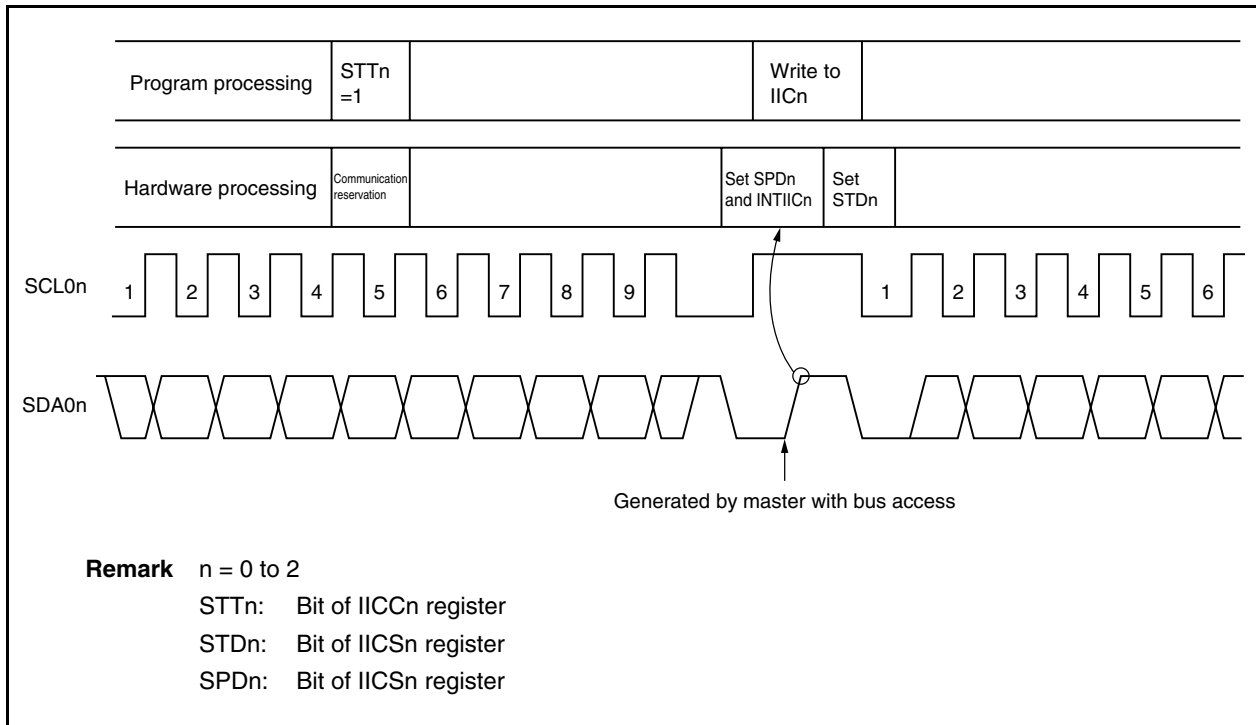 Program processing
STTn
=1
Write to
IICn
Hardware processing
Communication
reservation
Set SPDn
and INTIICn
Set
STDn
SCL0n
1 2 3 4 5 6 7 8 9 1 2 3 4 5 6
SDA0n
Generated by master with bus access
Remark n = 0 to 2
STTn: Bit of IICCn register
STDn: Bit of IICSn register
SPDn: Bit of IICSn register